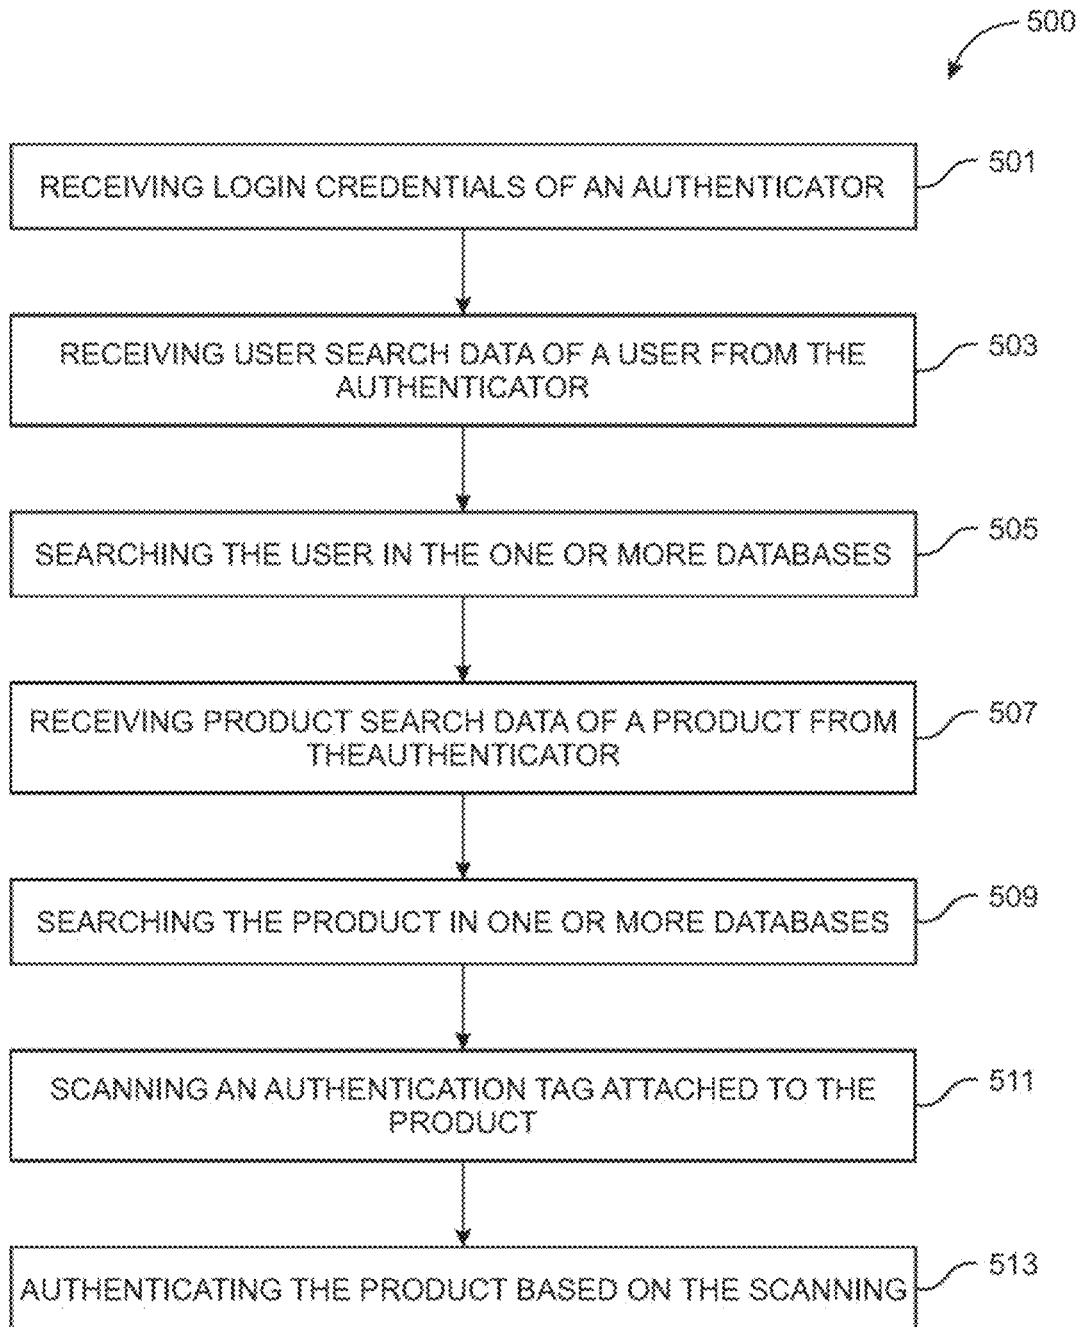 500
RECEIVING LOGIN CREDENTIALS OF AN AUTHENTICATOR
501
RECEIVING USER SEARCH DATA OF A USER FROM THE
AUTHENTICATOR
503
SEARCHING THE USER IN THE ONE OR MORE DATABASES
505
RECEIVING PRODUCT SEARCH DATA OF A PRODUCT FROM
THEAUTHENTICATOR
507
SEARCHING THE PRODUCT IN ONE OR MORE DATABASES
509
SCANNING AN AUTHENTICATION TAG ATTACHED TO THE
PRODUCT
511
AUTHENTICATING THE PRODUCT BASED ON THE SCANNING
513